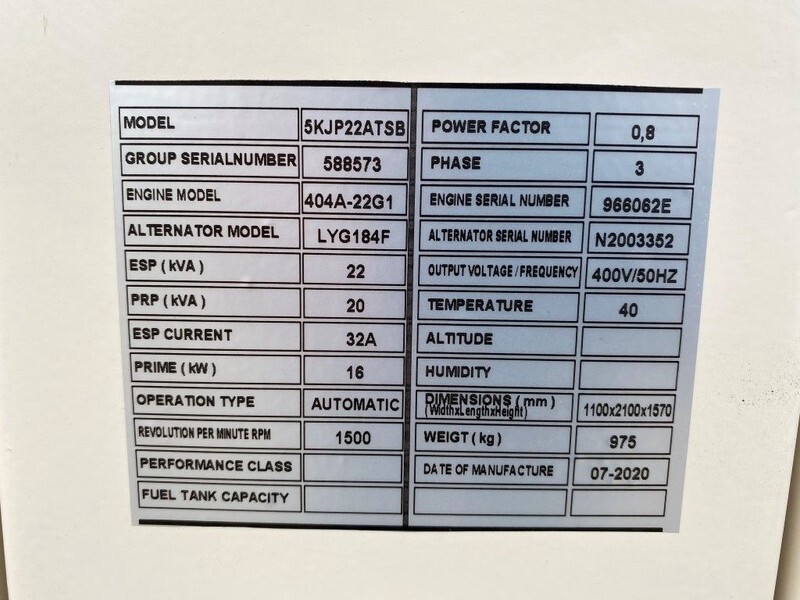 MODEL 5KJP22ATSB
GROUP SERIALNUMBER 588573
ENGINE MODEL 404A-22G1
ALTERNATOR MODEL LYG184F
ESP ( kVA ) 22
PRP ( kVA ) 20
ESP CURRENT 32A
PRIME ( kW ) 16
OPERATION TYPE AUTOMATIC
REVOLUTION PER MINUTE RPM 1500
PERFORMANCE CLASS
FUEL TANK CAPACITY
POWER FACTOR 0,8
PHASE 3
ENGINE SERIAL NUMBER 966062E
ALTERNATOR SERIAL NUMBER N2003352
OUTPUT VOLTAGE / FREQUENCY 400V/50HZ
TEMPERATURE 40
ALTITUDE
HUMIDITY
DIMENSIONS ( mm )
(WidthxLengthxHeight) 1100x2100x1570
WEIGT ( kg ) 975
DATE OF MANUFACTURE 07-2020